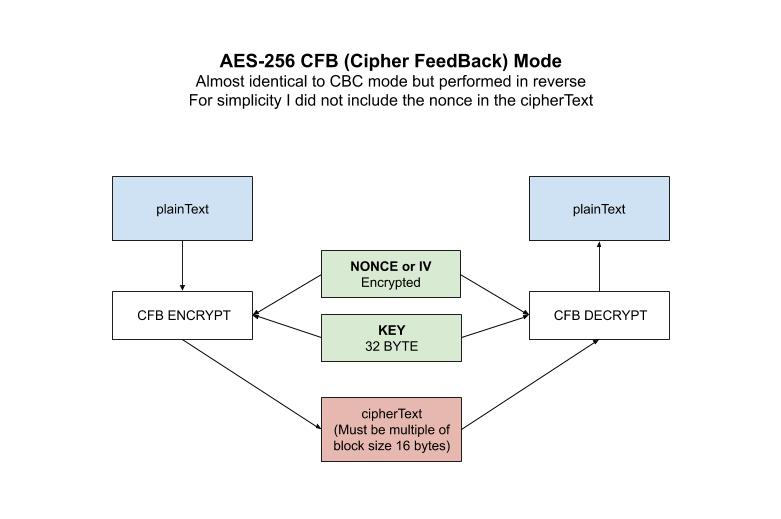 AES-256 CFB (Cipher FeedBack) Mode
Almost identical to CBC mode but performed in reverse
For simplicity I did not include the nonce in the cipherText
plainText
plainText
NONCE or IV
Encrypted
CFB ENCRYPT
CFB DECRYPT
KEY
32 BYTE
cipherText
(Must be multiple of
block size 16 bytes)